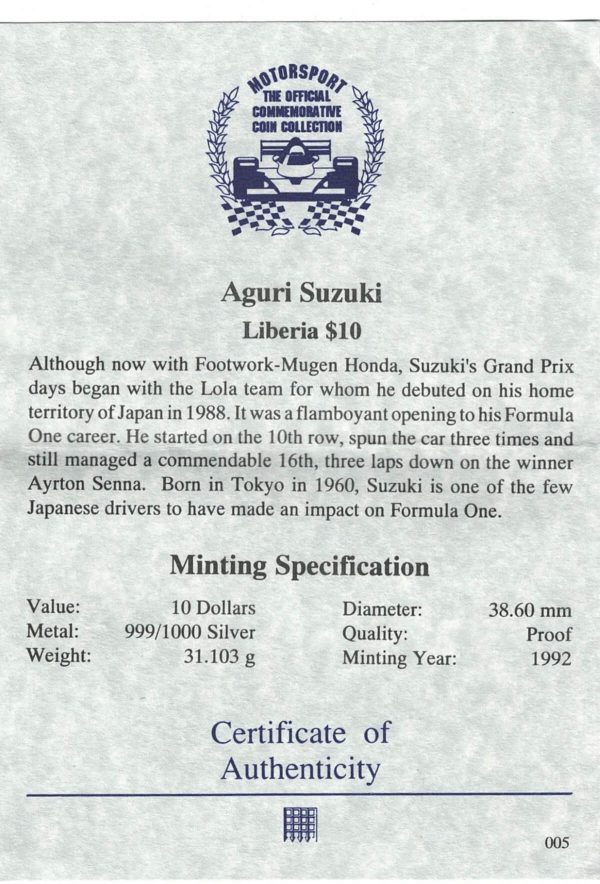 MOTORSPORT
THE OFFICIAL
COMMEMORATIVE
COIN COLLECTION
Aguri Suzuki
Liberia $10
Although now with Footwork-Mugen Honda, Suzuki's Grand Prix
days began with the Lola team for whom he debuted on his home
territory of Japan in 1988. It was a flamboyant opening to his Formula
One career. He started on the 10th row, spun the car three times and
still managed a commendable 16th, three laps down on the winner
Ayrton Senna. Born in Tokyo in 1960, Suzuki is one of the few
Japanese drivers to have made an impact on Formula One.
Minting Specification
Value: 10 Dollars Diameter: 38.60 mm
Metal: 999/1000 Silver Quality: Proof
Weight: 31.103 g Minting Year: 1992
Certificate of
Authenticity
005